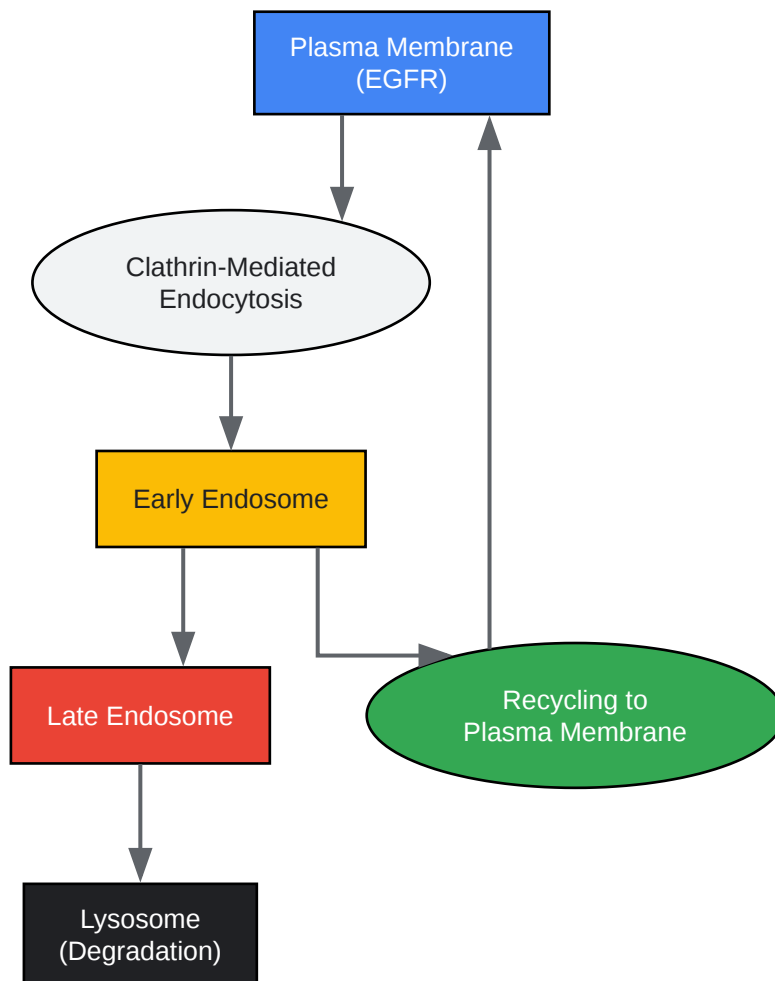 Plasma Membrane
(EGFR)
Clathrin-Mediated
Endocytosis
Early Endosome
Late Endosome
Recycling to
Plasma Membrane
Lysosome
(Degradation)